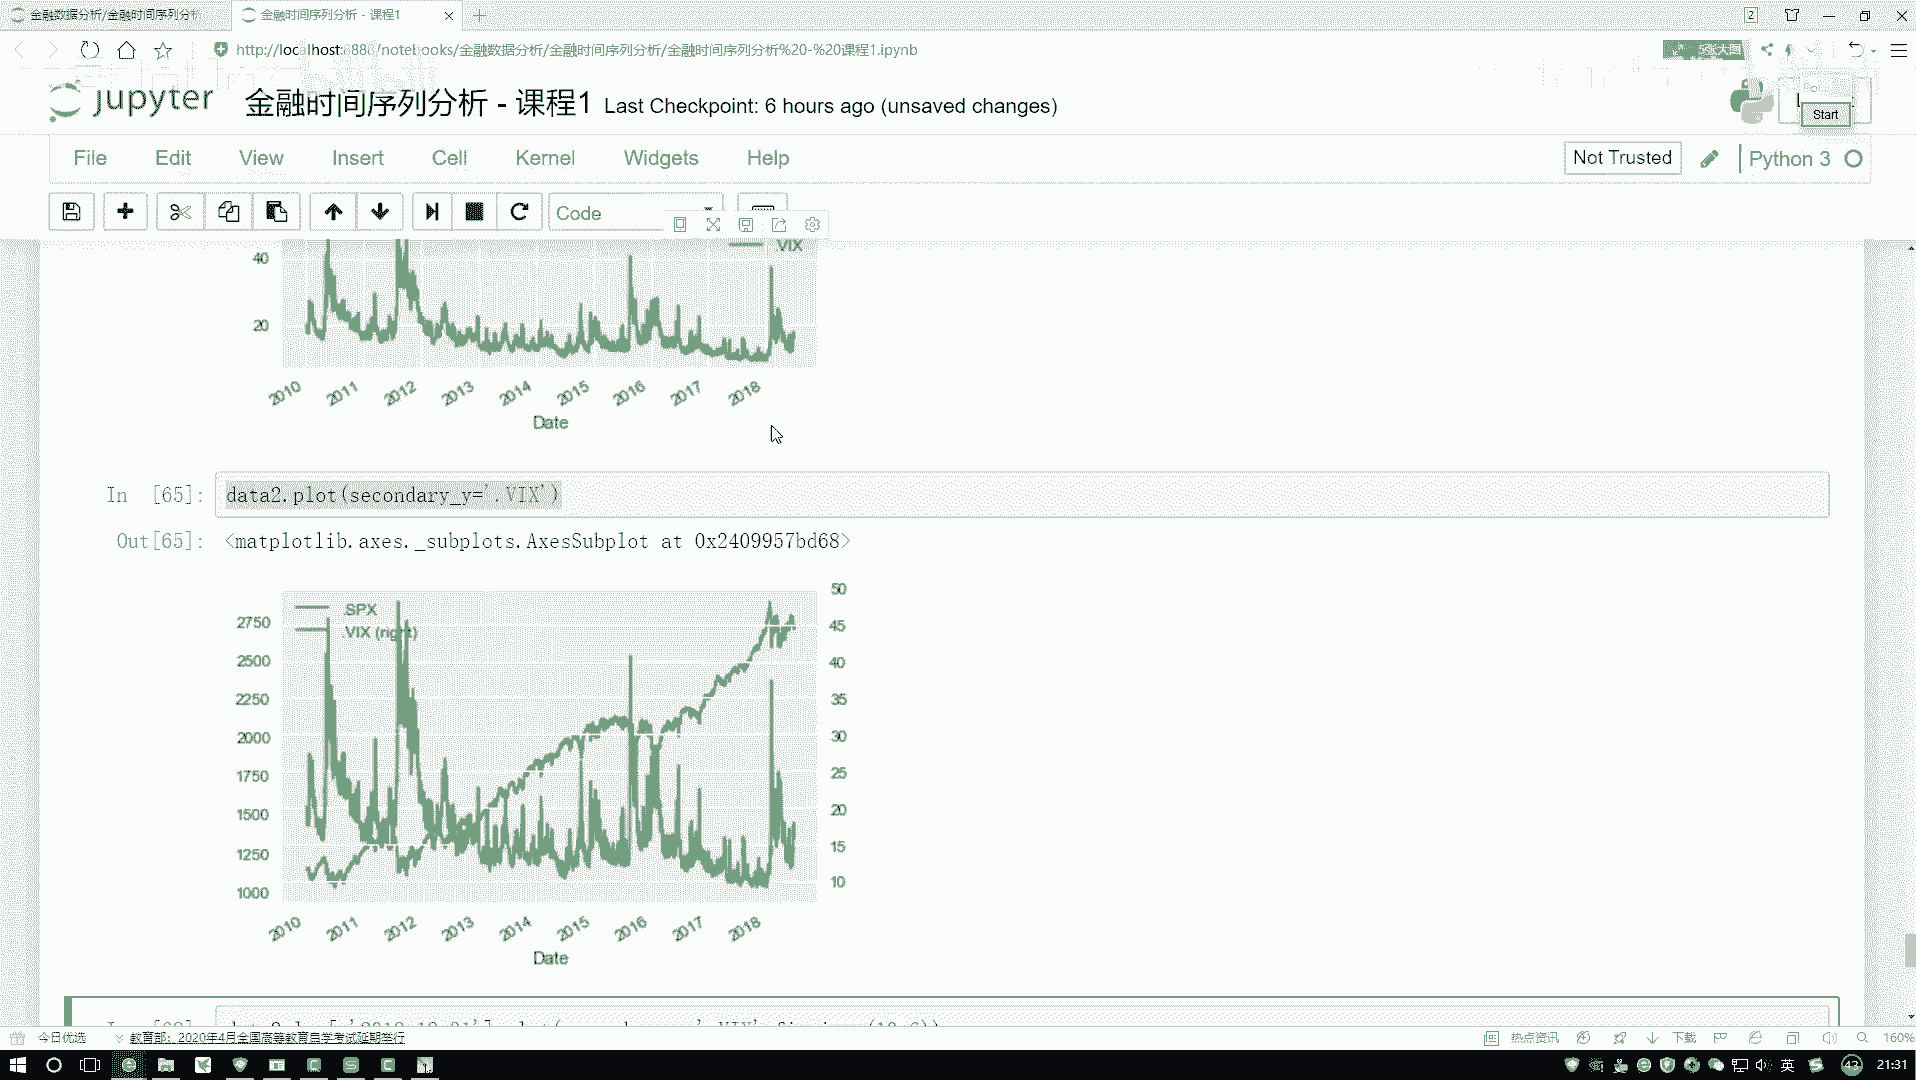 金融数据分析/金融时间序列分析
金融时间序列分析 - 课程1
2
http://localhost:8888/notebooks/金融数据分析/金融时间序列分析/金融时间序列分析%20-%20课程1.ipynb
5张大图
jupyter
金融时间序列分析 - 课程1 Last Checkpoint: 6 hours ago (unsaved changes)
Start
File Edit View Insert Cell Kernel Widgets Help
Not Trusted
Python 3
Code
.VIX
40
20
2010 2011 2012 2013 2014 2015 2016 2017 2018
Date
In [65]: data2.plot(secondary_y='.VIX')
Out[65]: <matplotlib.axes._subplots.AxesSubplot at 0x2409957bd68>
.SPX
.VIX (right)
2750
2500
2250
2000
1750
1500
1250
1000
50
45
40
35
30
25
20
15
10
2010 2011 2012 2013 2014 2015 2016 2017 2018
Date
今日优选
教育部：2020年4月全国高等教育自学考试延期举行
热点资讯
下载
160%
英
43
21:31